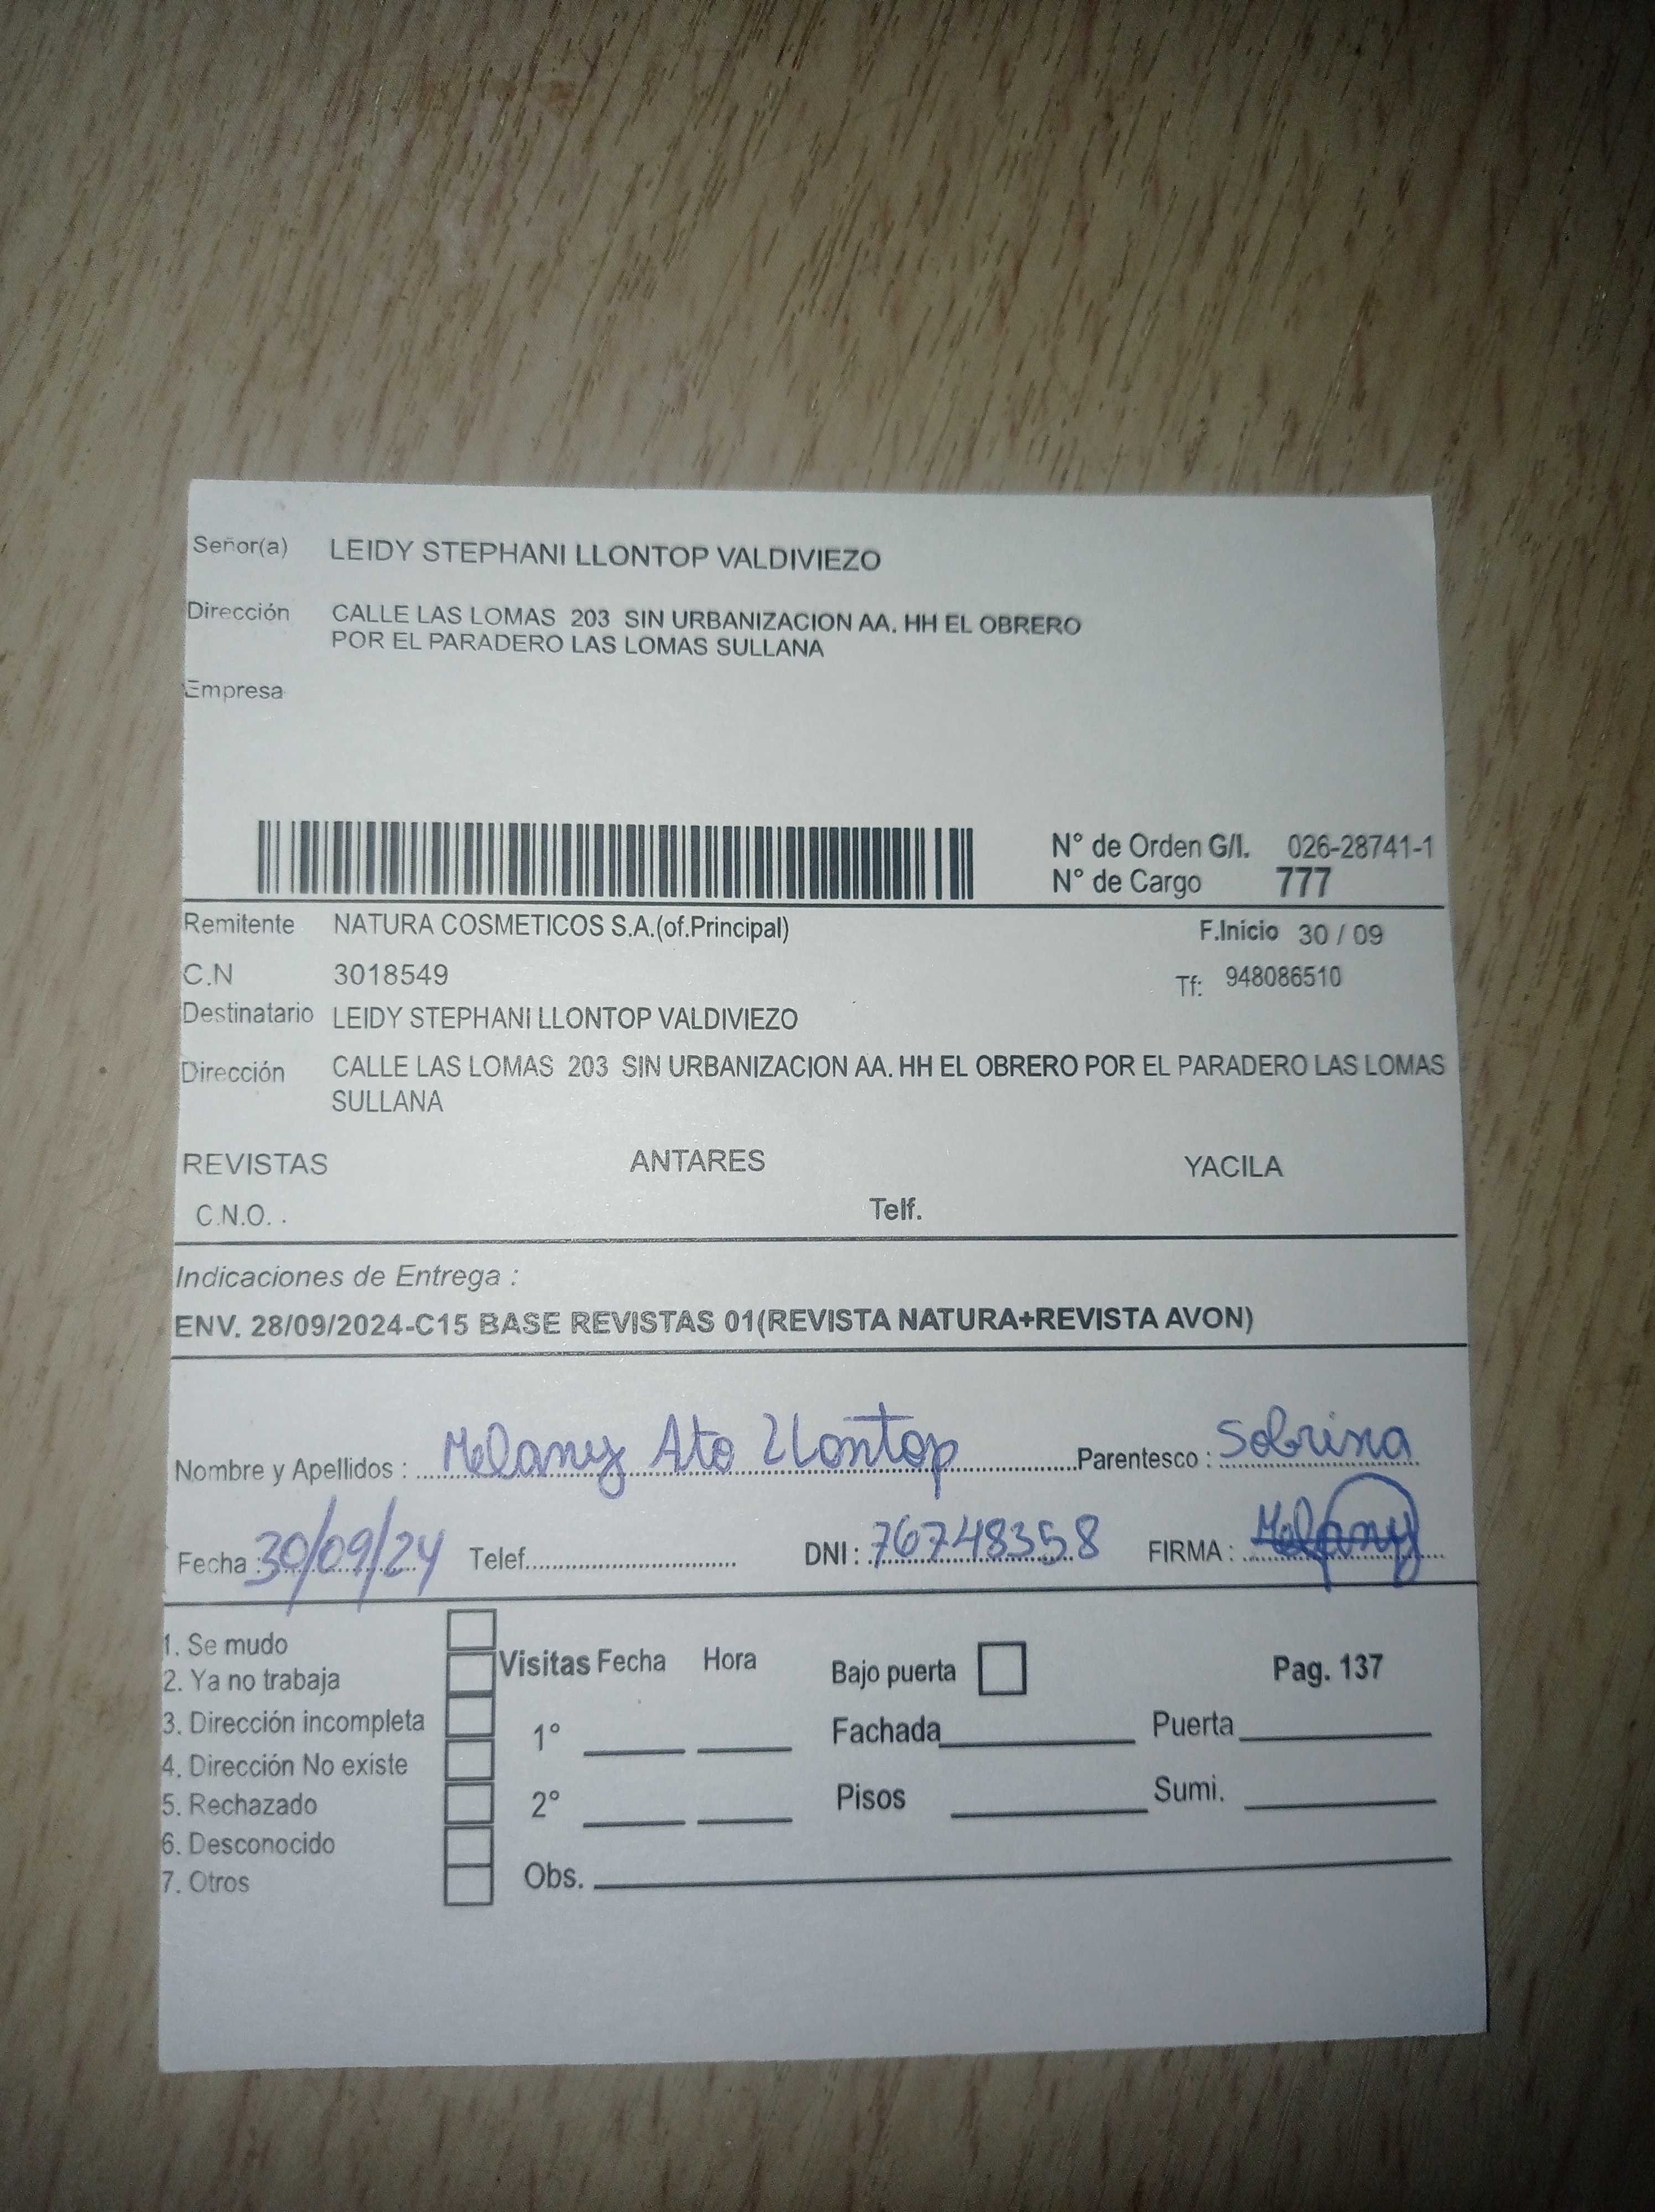 Señor(a) LEIDY STEPHANI LLONTOP VALDIVIEZO
Dirección CALLE LAS LOMAS 203 SIN URBANIZACION AA. HH EL OBRERO
POR EL PARADERO LAS LOMAS SULLANA
Empresa
N° de Orden G/I. 026-28741-1
N° de Cargo 777
Remitente NATURA COSMETICOS S.A.(of.Principal) F.Inicio 30 / 09
C.N 3018549 Tf: 948086510
Destinatario LEIDY STEPHANI LLONTOP VALDIVIEZO
Dirección CALLE LAS LOMAS 203 SIN URBANIZACION AA. HH EL OBRERO POR EL PARADERO LAS LOMAS
SULLANA
REVISTAS ANTARES YACILA
C.N.O. . Telf.
Indicaciones de Entrega :
ENV. 28/09/2024-C15 BASE REVISTAS 01(REVISTA NATURA+REVISTA AVON)
Nombre y Apellidos : Melany Ato Llontop Parentesco : Sobrina
Fecha : 30/09/24 Telef. DNI : 76748358 FIRMA : Melany
1. Se mudo
2. Ya no trabaja Visitas Fecha Hora Bajo puerta Pag. 137
3. Dirección incompleta 1° Fachada Puerta
4. Dirección No existe
5. Rechazado 2° Pisos Sumi.
6. Desconocido
7. Otros Obs.